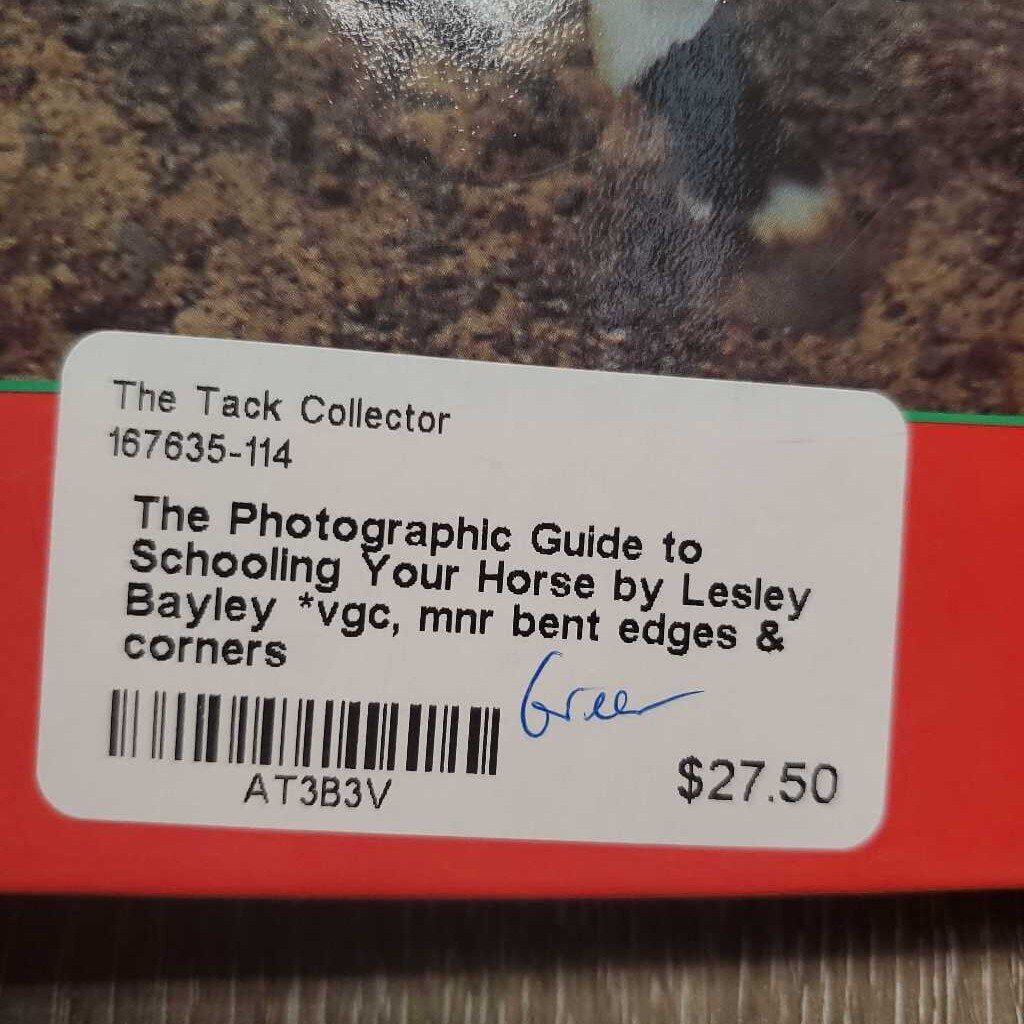 The Tack Collector
167635-114
The Photographic Guide to
Schooling Your Horse by Lesley
Bayley *vgc, mnr bent edges &
corners
Green
AT3B3V
$27.50